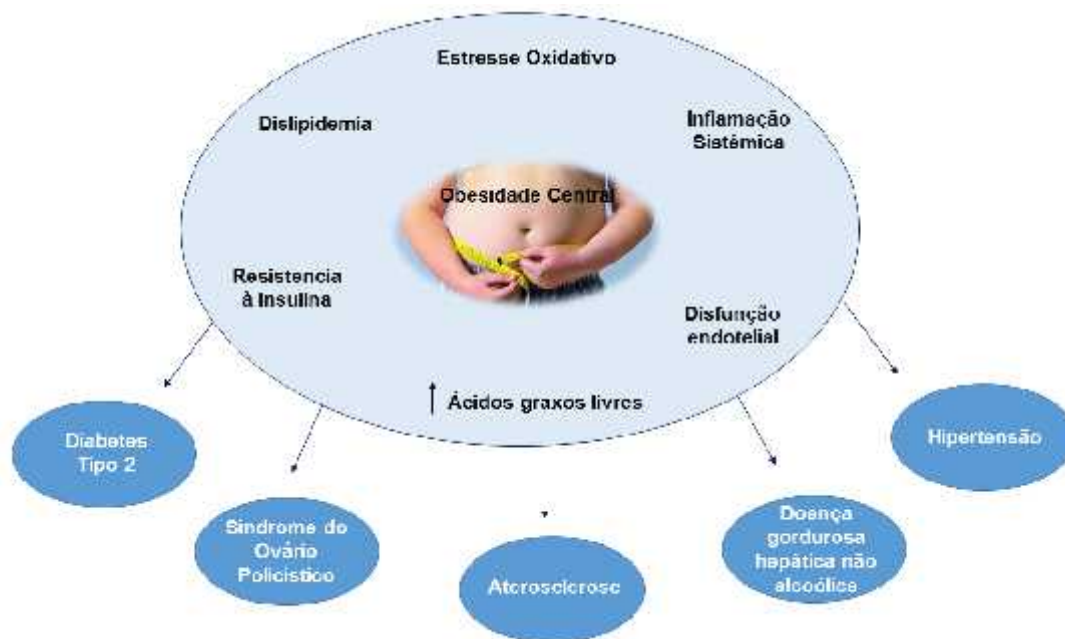 Estresse Oxidativo
Dislipidemia
Inflamação
Sistêmica
Obesidade Central
Resistencia
à Insulina
Disfunção
endotelial
Ácidos graxos livres
Diabetes
Tipo 2
Hipertensão
Síndrome do
Ovário
Policístico
Doença
gordurosa
hepática não
alcoólica
Aterosclerose